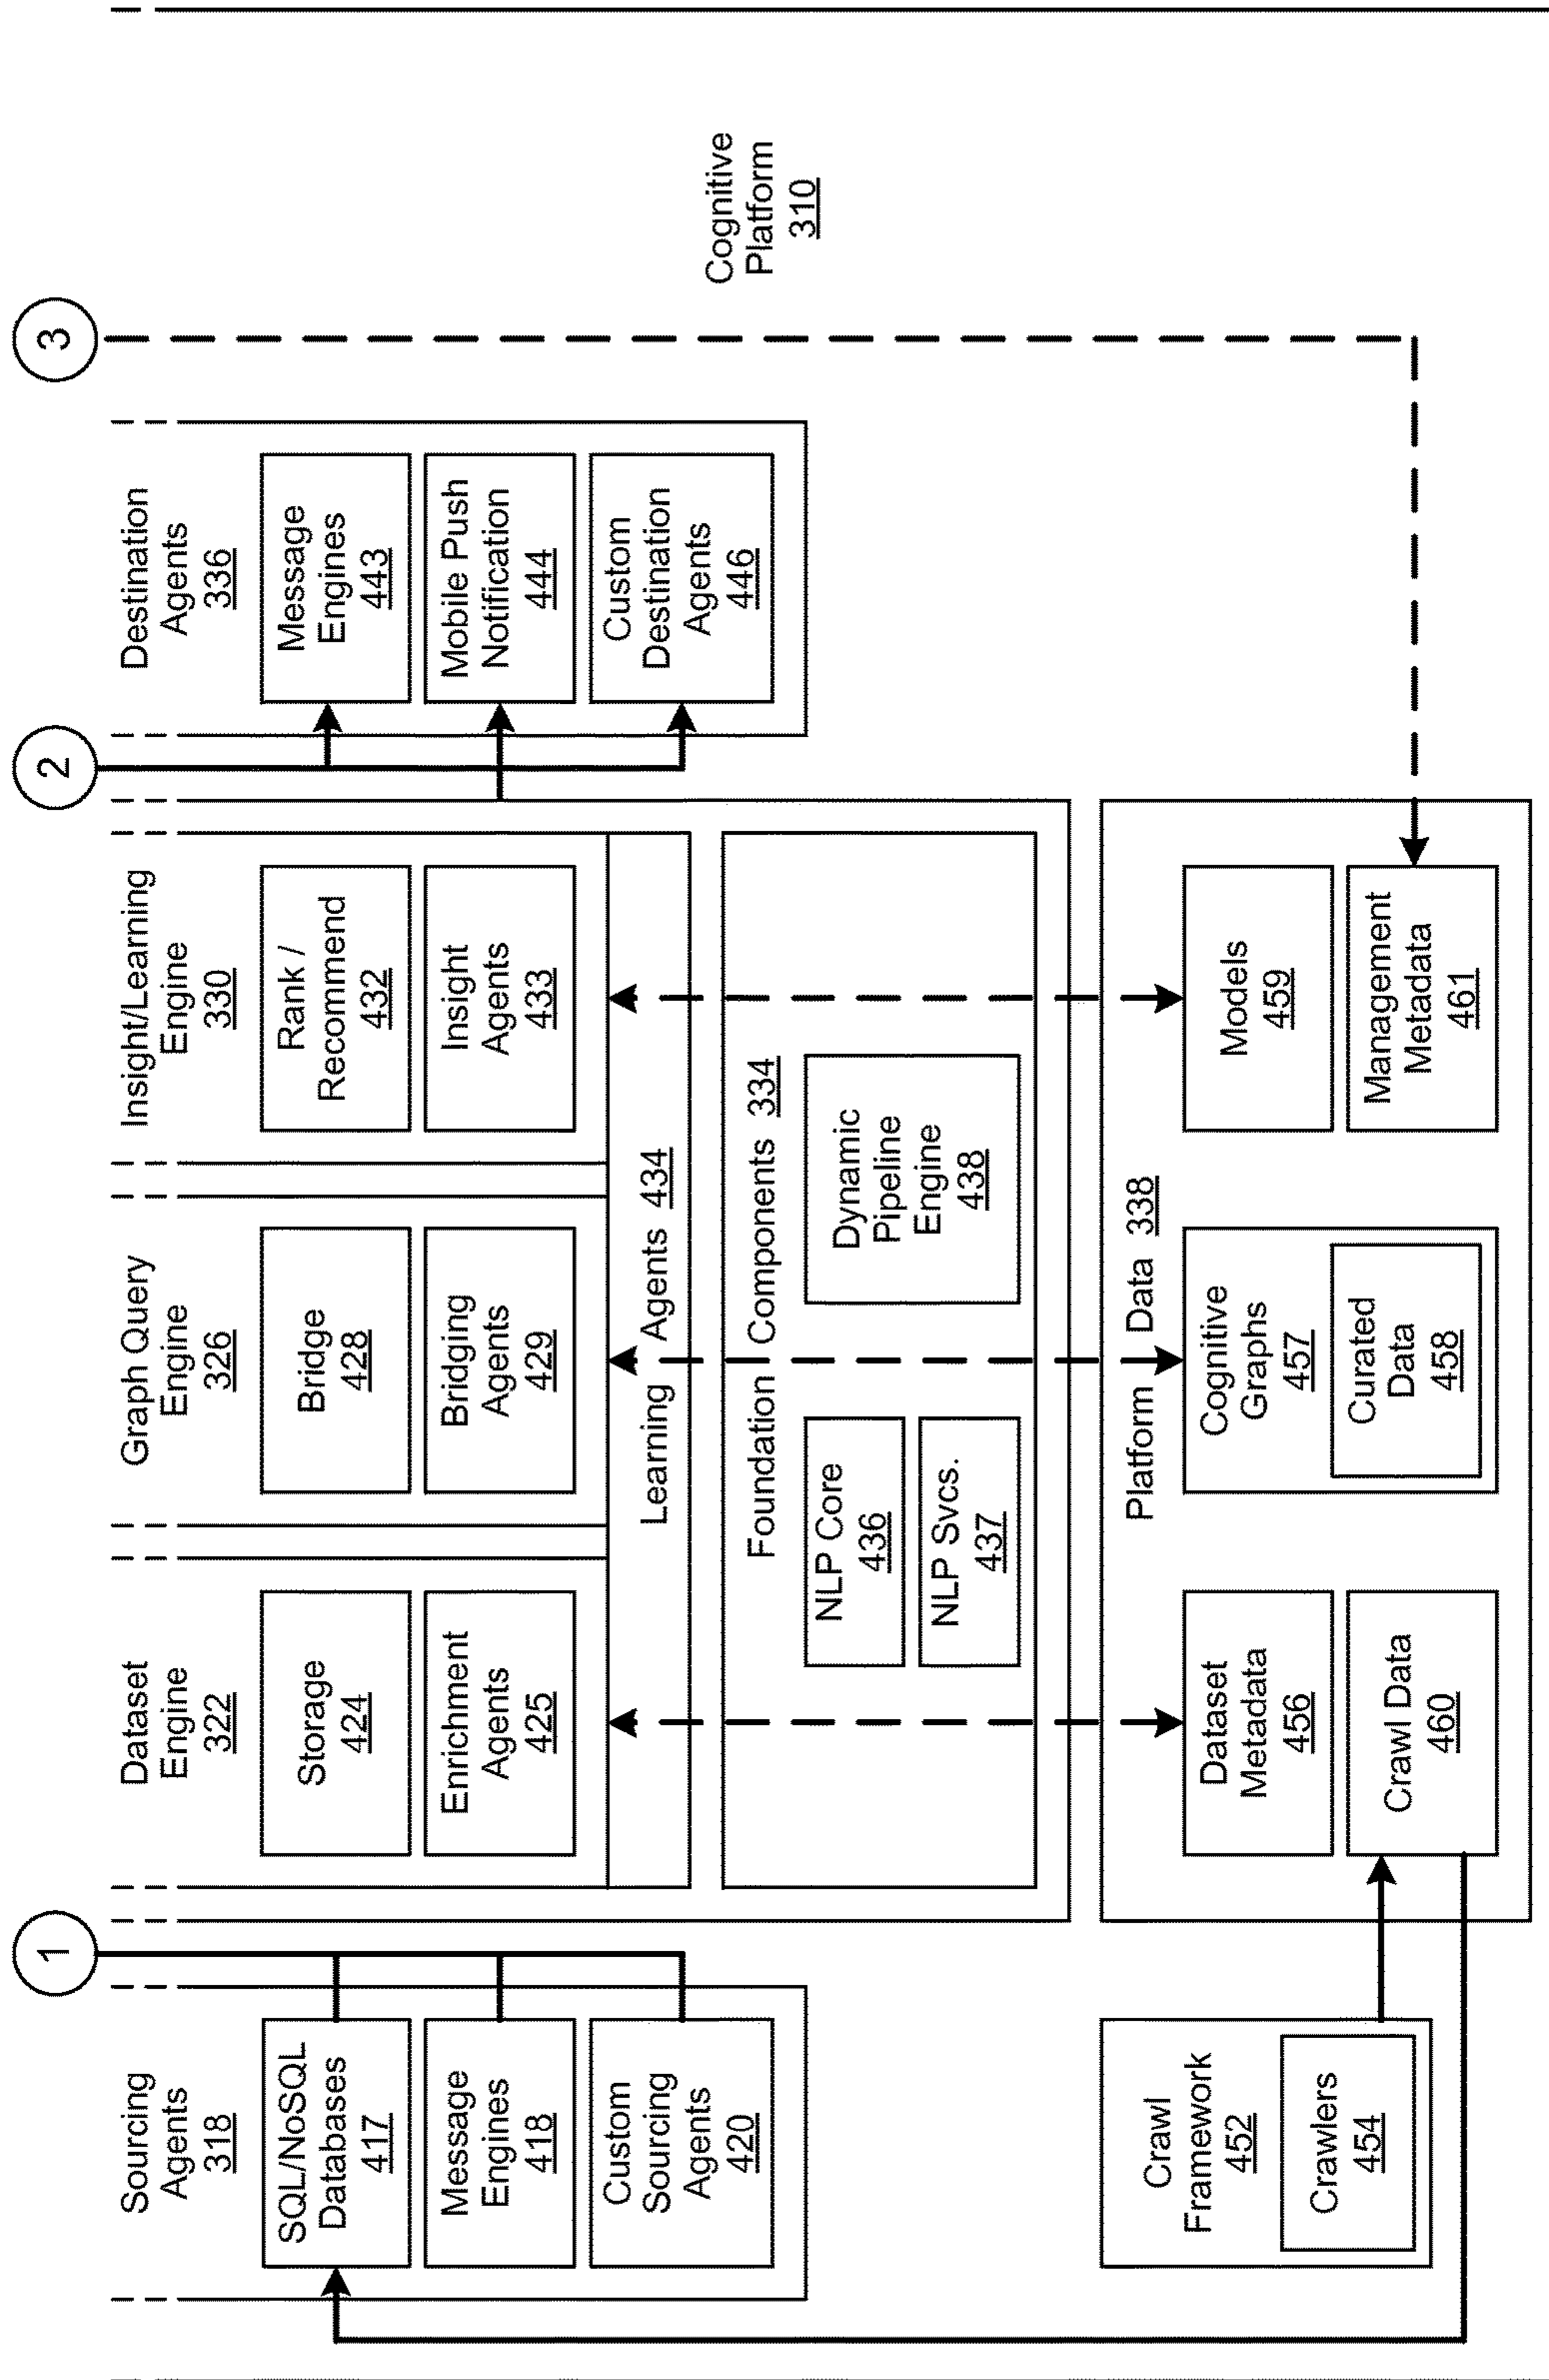 1
2
3
Sourcing
Agents
318
SQL/NoSQL
Databases
417
Message
Engines
418
Custom
Sourcing
Agents
420
Dataset
Engine
322
Storage
424
Enrichment
Agents
425
Graph Query
Engine
326
Bridge
428
Bridging
Agents
429
Insight/Learning
Engine
330
Rank /
Recommend
432
Insight
Agents
433
Learning Agents 434
Foundation Components 334
NLP Core
436
NLP Svcs.
437
Dynamic
Pipeline
Engine
438
Destination
Agents
336
Message
Engines
443
Mobile Push
Notification
444
Custom
Destination
Agents
446
Cognitive
Platform
310
Crawl
Framework
452
Crawlers
454
Platform Data 338
Dataset
Metadata
456
Crawl Data
460
Cognitive
Graphs
457
Curated
Data
458
Models
459
Management
Metadata
461